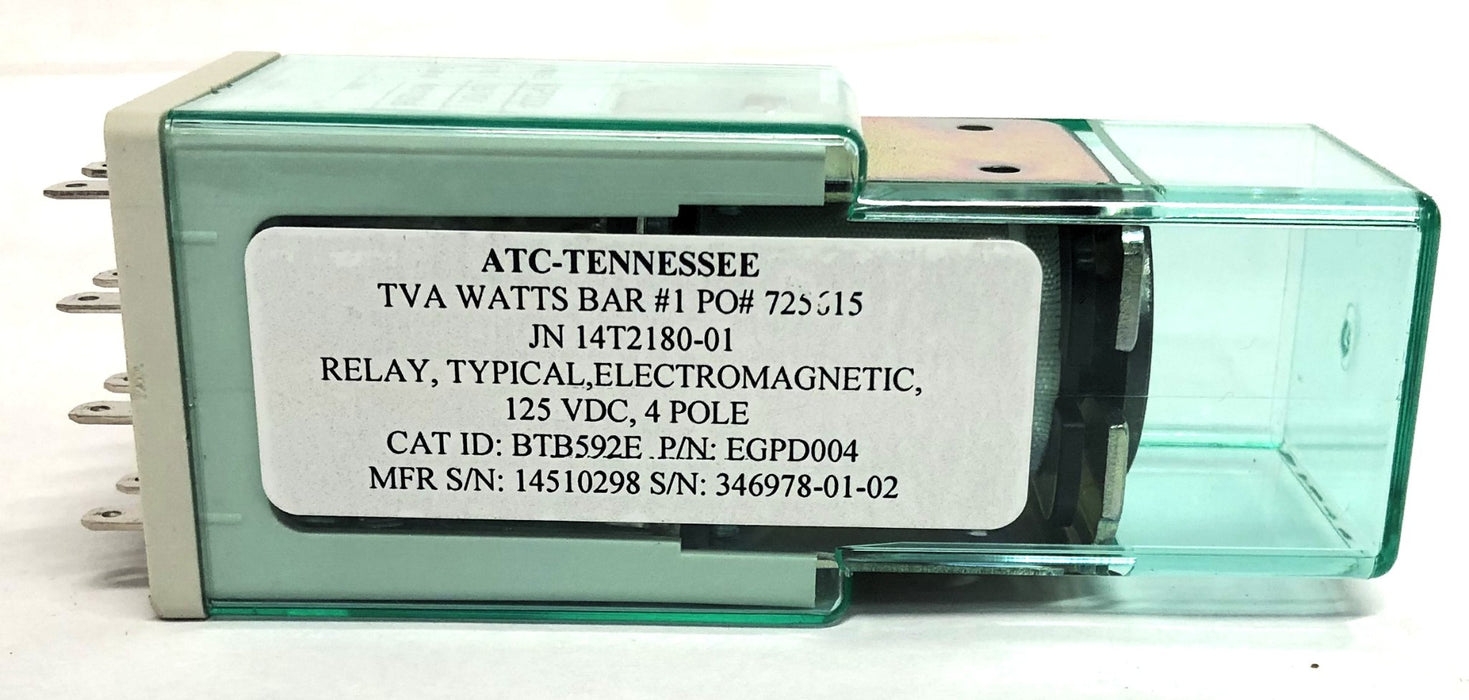 ATC-TENNESSEE
TVA WATTS BAR #1 PO#
JN 14T2180-01
RELAY, TYPICAL,ELECTROMAGNETIC,
125 VDC, 4 POLE
CAT ID: BTB592E P/N: EGPD004
MFR S/N: 14510298 S/N: 346978-01-02